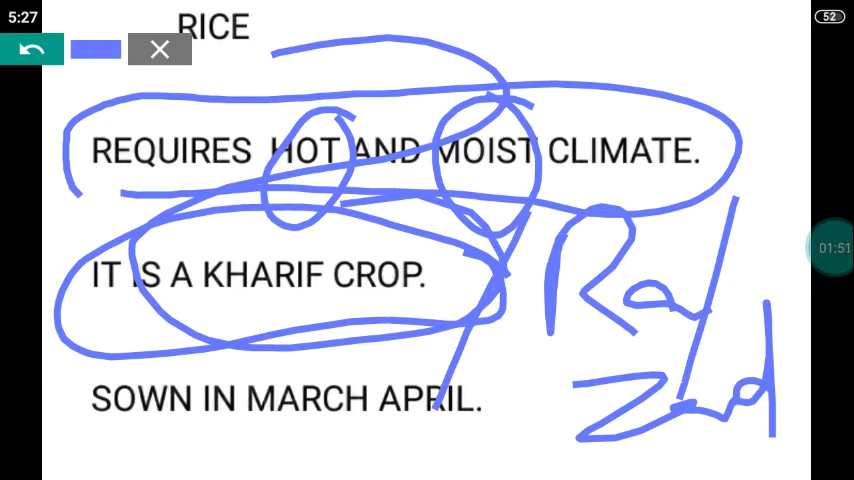 5:27
52
RICE
REQUIRES HOT AND MOIST CLIMATE.
01:51
IT IS A KHARIF CROP.
SOWN IN MARCH APRIL.